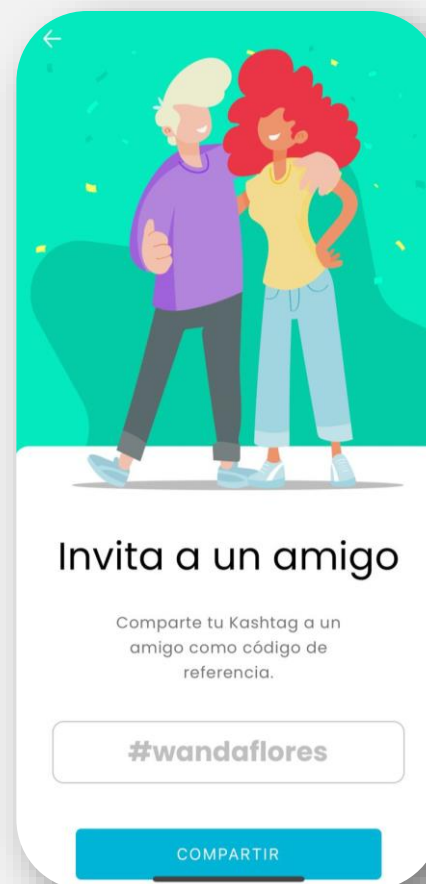 Invita a un amigo
Comparte tu Kashtag a un
amigo como código de
referencia.
#wandaflores
COMPARTIR